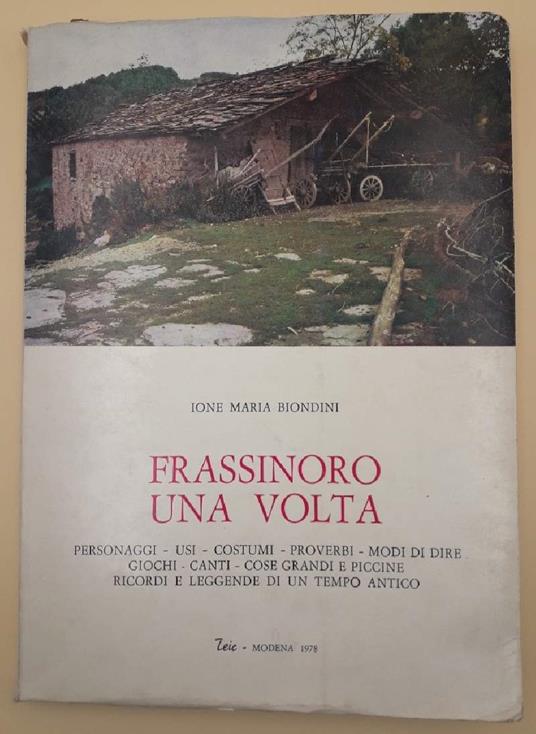 IONE MARIA BIONDINI
FRASSINORO
UNA VOLTA
PERSONAGGI - USI - COSTUMI - PROVERBI - MODI DI DIRE
GIOCHI - CANTI - COSE GRANDI E PICCINE
RICORDI E LEGGENDE DI UN TEMPO ANTICO
Teic - MODENA 1978